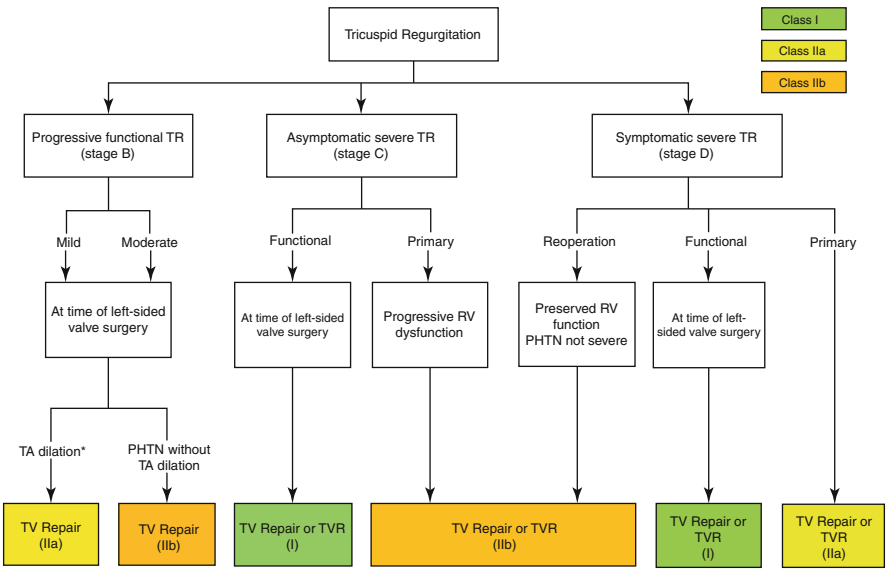 Tricuspid Regurgitation
Class I
Class IIa
Class IIb
Progressive functional TR
(stage B)
Asymptomatic severe TR
(stage C)
Symptomatic severe TR
(stage D)
Mild
Moderate
Functional
Primary
Reoperation
Functional
Primary
At time of left-sided
valve surgery
At time of left-sided
valve surgery
Progressive RV
dysfunction
Preserved RV
function
PHTN not severe
At time of left-
sided valve surgery
TA dilation*
PHTN without
TA dilation
TV Repair
(IIa)
TV Repair
(IIb)
TV Repair or TVR
(I)
TV Repair or TVR
(IIb)
TV Repair or
TVR
(I)
TV Repair or
TVR
(IIa)